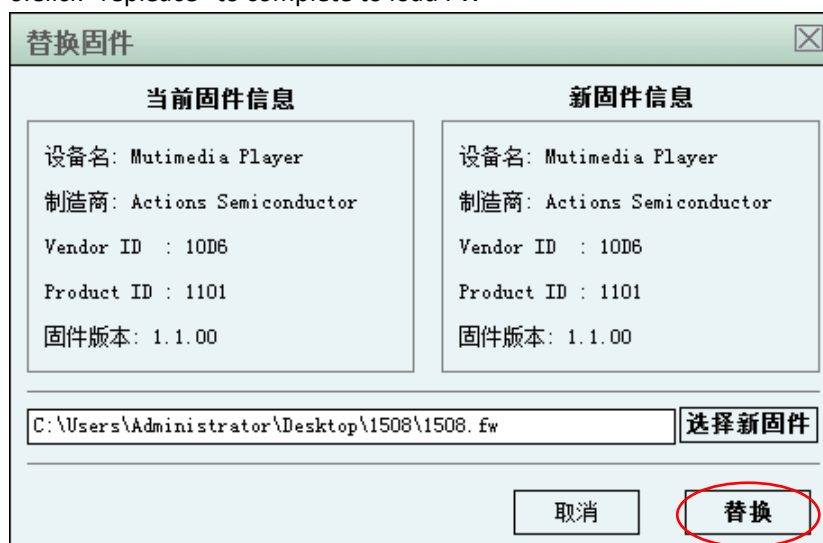 替换固件
当前固件信息
设备名: Mutimedia Player
制造商: Actions Semiconductor
Vendor ID : 10D6
Product ID : 1101
固件版本: 1.1.00
新固件信息
设备名: Mutimedia Player
制造商: Actions Semiconductor
Vendor ID : 10D6
Product ID : 1101
固件版本: 1.1.00
C:\Users\Administrator\Desktop\1508\1508.fw
选择新固件
取消
替换